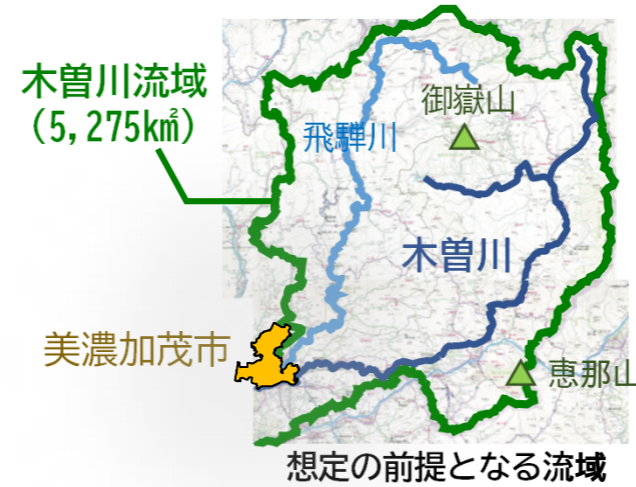 木曽川流域
(5,275k㎡)
御嶽山
飛騨川
木曽川
美濃加茂市
恵那山
想定の前提となる流域